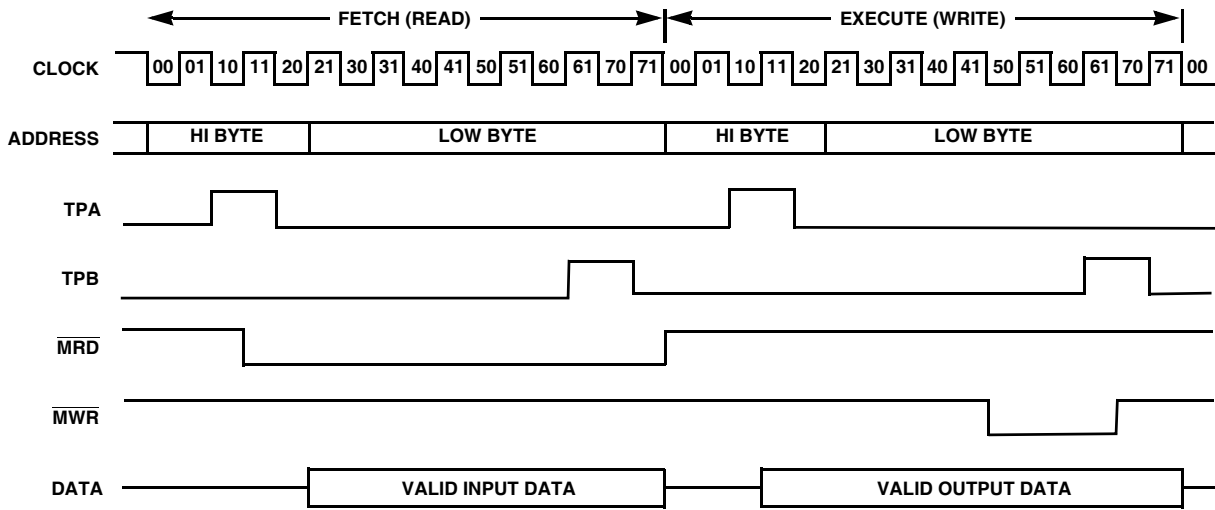 FETCH (READ) EXECUTE (WRITE)
CLOCK 00 01 10 11 20 21 30 31 40 41 50 51 60 61 70 71 00 01 10 11 20 21 30 31 40 41 50 51 60 61 70 71 00
ADDRESS HI BYTE LOW BYTE HI BYTE LOW BYTE
TPA
TPB
MRD
MWR
DATA VALID INPUT DATA VALID OUTPUT DATA